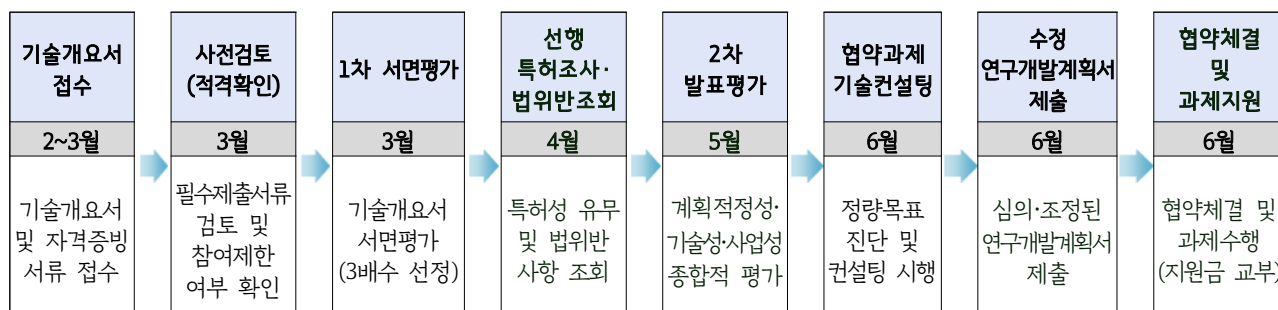 기술개요서
접수
2~3월
기술개요서
및 자격증빙
서류 접수
사전검토
(적격확인)
3월
필수제출서류
검토 및
참여제한
여부 확인
1차 서면평가
3월
기술개요서
서면평가
(3배수 선정)
선행
특허조사·
법위반조회
4월
특허성 유무
및 법위반
사항 조회
2차
발표평가
5월
계획적정성·
기술성·사업성
종합적 평가
협약과제
기술컨설팅
6월
정량목표
진단 및
컨설팅 시행
수정
연구개발계획서
제출
6월
심의·조정된
연구개발계획서
제출
협약체결
및
과제지원
6월
협약체결 및
과제수행
(지원금 교부)